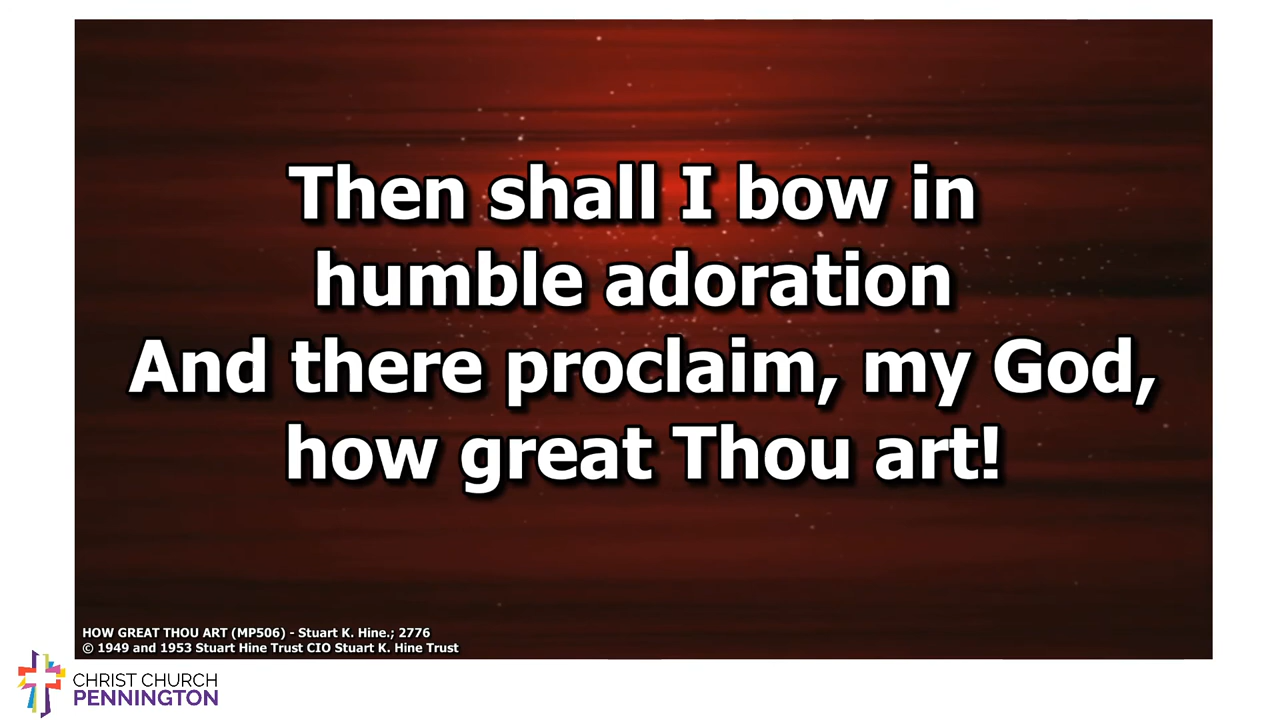 Then shall I bow in
humble adoration
And there proclaim, my God,
how great Thou art!
HOW GREAT THOU ART (MP506) - Stuart K. Hine.; 2776
© 1949 and 1953 Stuart Hine Trust CIO Stuart K. Hine Trust
CHRIST CHURCH
PENNINGTON